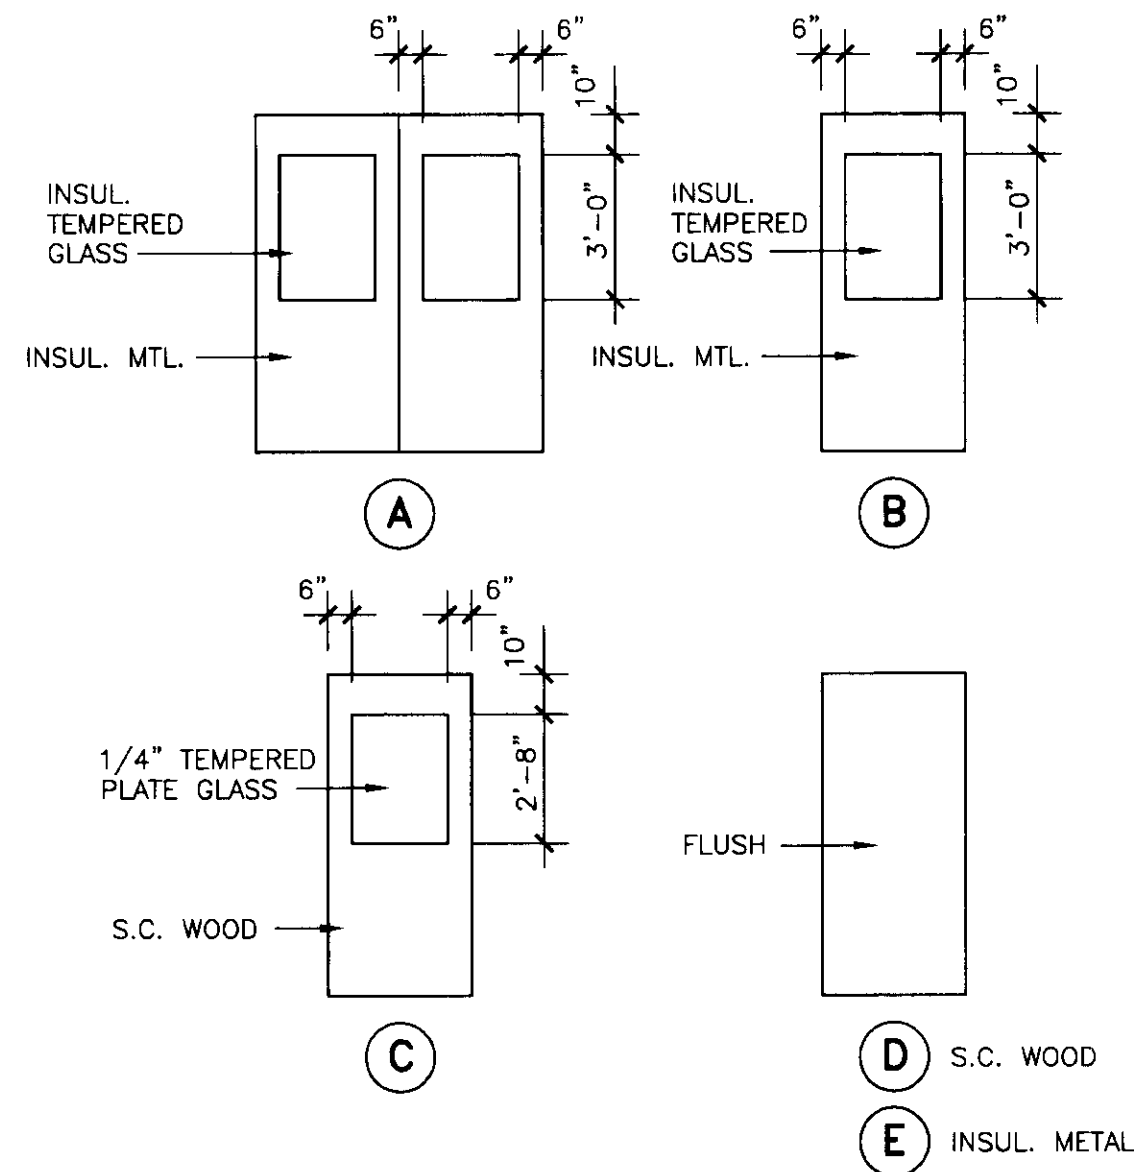 6" 6"
10"
3'-0"
INSUL.
TEMPERED
GLASS
INSUL. MTL.
A
6" 6"
10"
3'-0"
INSUL.
TEMPERED
GLASS
INSUL. MTL.
B
6" 6"
10"
2'-8"
1/4" TEMPERED
PLATE GLASS
S.C. WOOD
C
FLUSH
D S.C. WOOD
E INSUL. METAL